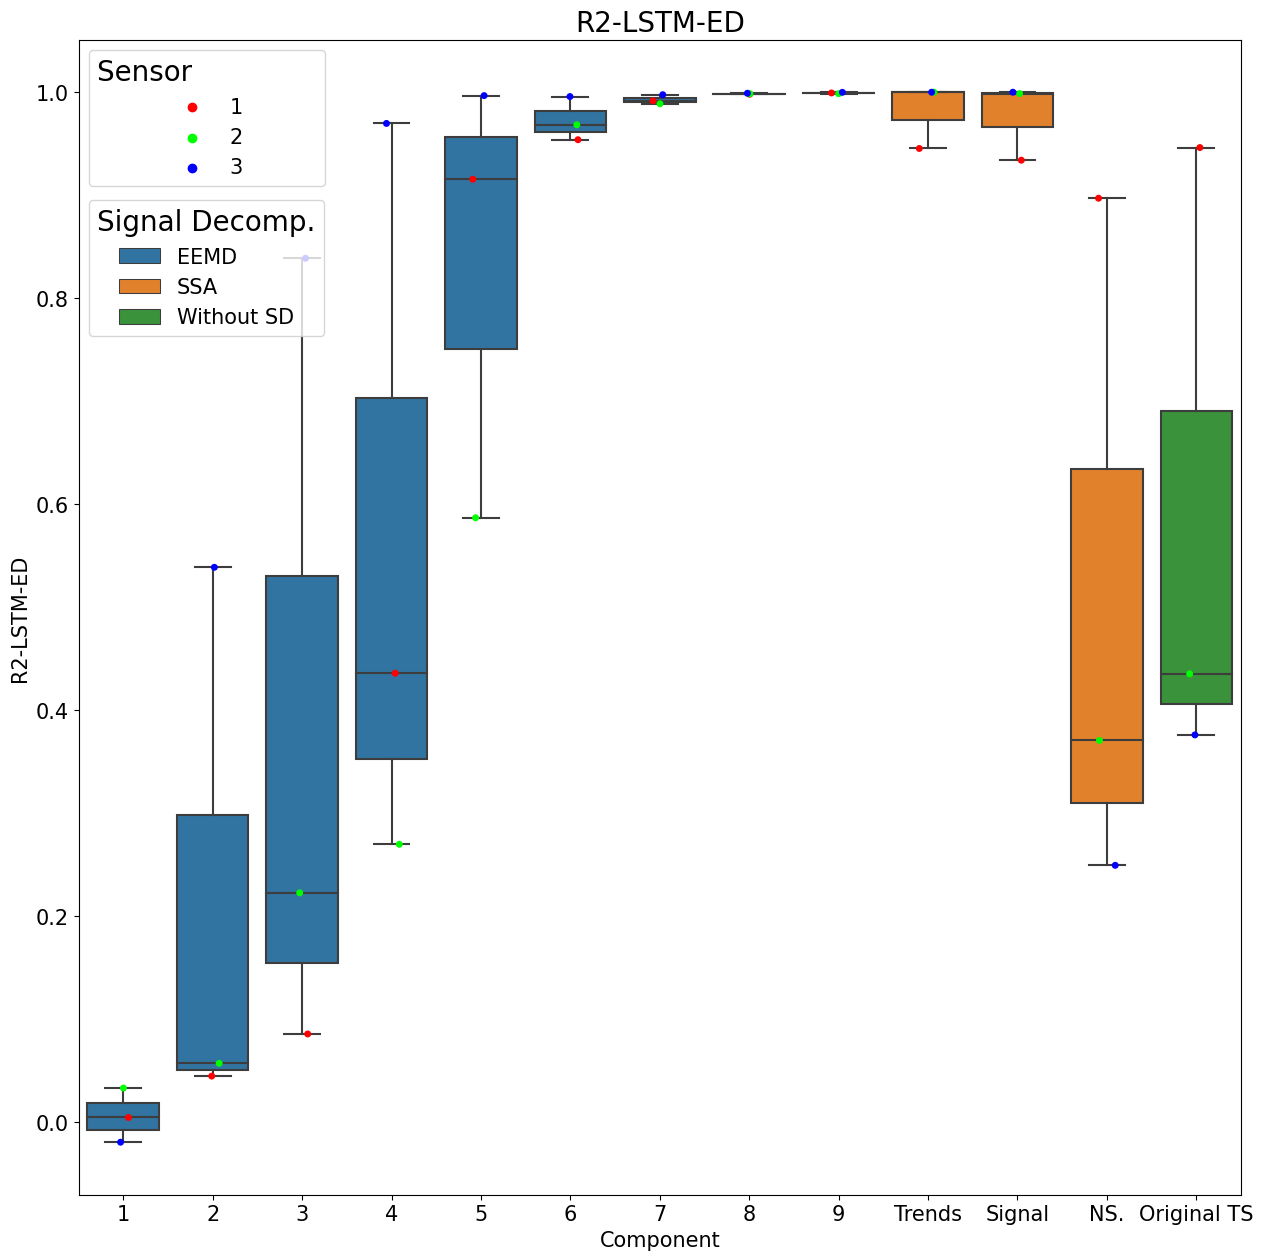 R2-LSTM-ED
Sensor
1
2
3
Signal Decomp.
EEMD
SSA
Without SD
R2-LSTM-ED
1.0
0.8
0.6
0.4
0.2
0.0
1 2 3 4 5 6 7 8 9 Trends Signal NS. Original TS
Component